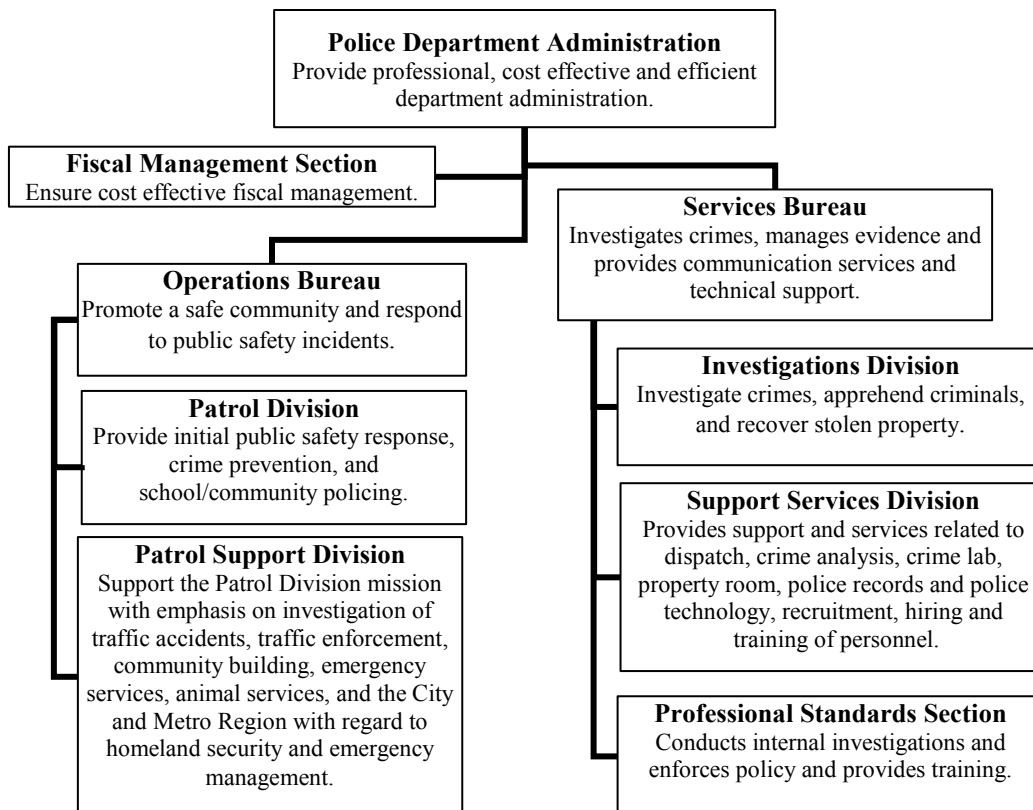 Police Department Administration
Provide professional, cost effective and efficient
department administration.
Fiscal Management Section
Ensure cost effective fiscal management.
Services Bureau
Investigates crimes, manages evidence and
provides communication services and
technical support.
Operations Bureau
Promote a safe community and respond
to public safety incidents.
Patrol Division
Provide initial public safety response,
crime prevention, and
school/community policing.
Patrol Support Division
Support the Patrol Division mission
with emphasis on investigation of
traffic accidents, traffic enforcement,
community building, emergency
services, animal services, and the City
and Metro Region with regard to
homeland security and emergency
management.
Investigations Division
Investigate crimes, apprehend criminals,
and recover stolen property.
Support Services Division
Provides support and services related to
dispatch, crime analysis, crime lab,
property room, police records and police
technology, recruitment, hiring and
training of personnel.
Professional Standards Section
Conducts internal investigations and
enforces policy and provides training.